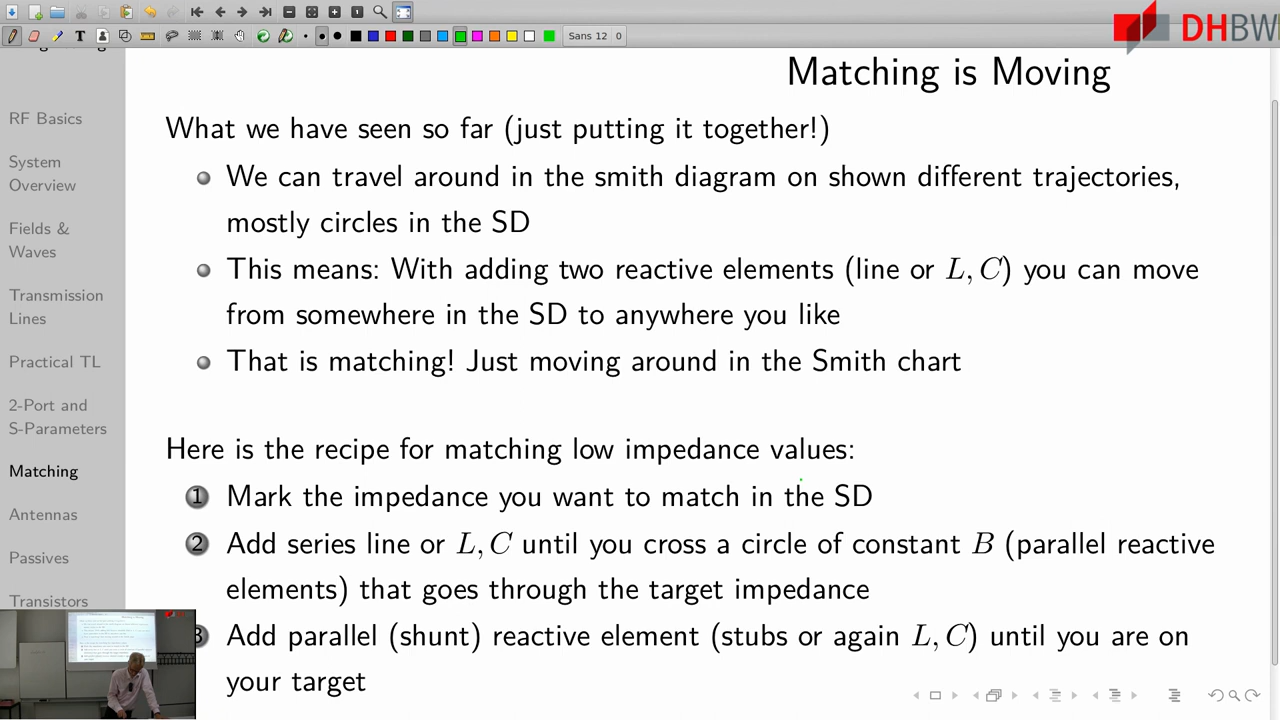 Sans 12 0
DHBW
Matching is Moving
RF Basics
System
Overview
Fields &
Waves
Transmission
Lines
Practical TL
2-Port and
S-Parameters
Matching
Antennas
Passives
Transistors
What we have seen so far (just putting it together!)
We can travel around in the smith diagram on shown different trajectories,
mostly circles in the SD
This means: With adding two reactive elements (line or L, C) you can move
from somewhere in the SD to anywhere you like
That is matching! Just moving around in the Smith chart
Here is the recipe for matching low impedance values:
1 Mark the impedance you want to match in the SD
2 Add series line or L, C until you cross a circle of constant B (parallel reactive
elements) that goes through the target impedance
3 Add parallel (shunt) reactive element (stubs or again L, C) until you are on
your target